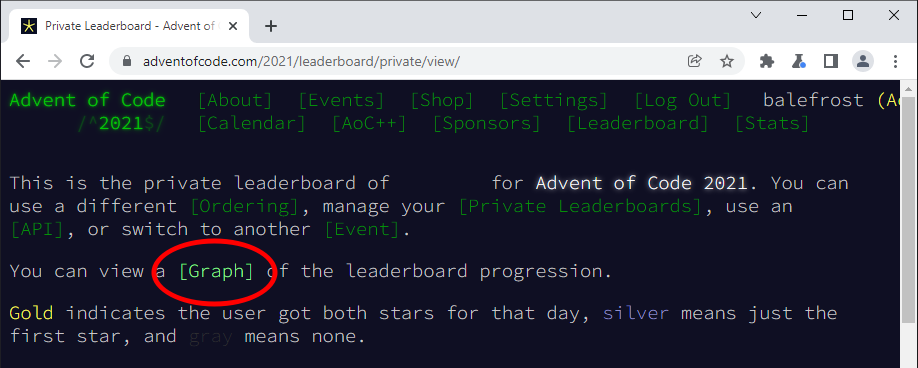 Private Leaderboard - Advent of
adventofcode.com/2021/leaderboard/private/view/
Advent of Code [About] [Events] [Shop] [Settings] [Log Out] balefrost
/^2021$/ [Calendar] [AoC++] [Sponsors] [Leaderboard] [Stats]
This is the private leaderboard of for Advent of Code 2021. You can
use a different [Ordering], manage your [Private Leaderboards], use an
[API], or switch to another [Event].
You can view a [Graph] of the leaderboard progression.
Gold indicates the user got both stars for that day, silver means just the
first star, and gray means none.